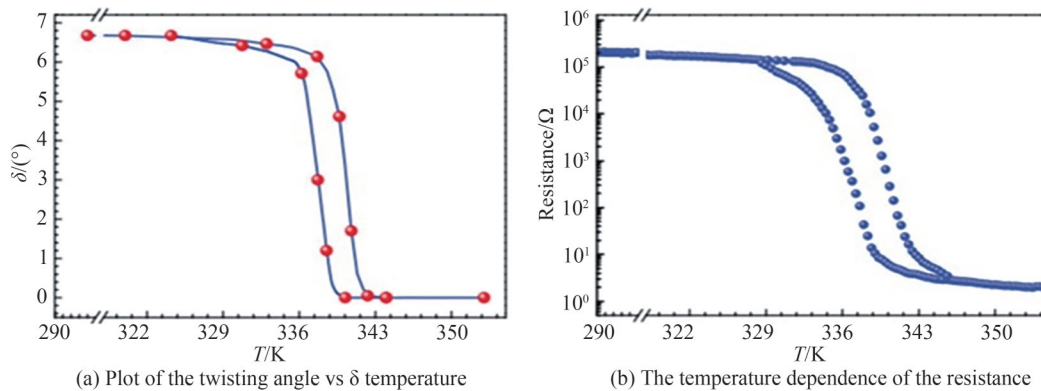 7
6
5
4
3
2
1
0
δ/(°)
290 322 329 336 343 350
T/K
(a) Plot of the twisting angle vs δ temperature
10⁶
10⁵
10⁴
10³
10²
10¹
10⁰
Resistance/Ω
290 322 329 336 343 350
T/K
(b) The temperature dependence of the resistance